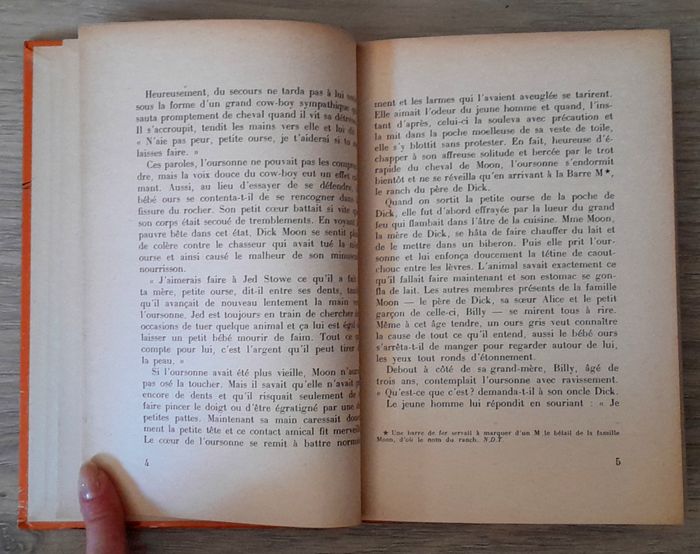 Heureusement, du secours ne tarda pas à lui
sous la forme d'un grand cow-boy sympathique
sauta promptement de cheval quand il vit sa
Il s'accroupit, tendit les mains vers elle et lui
« N'aie pas peur, petite ourse, je t'aiderai si tu
laisses faire. »
Ces paroles, l'oursonne ne pouvait pas les
dre, mais la voix douce du cow-boy eut un effet
mant. Aussi, au lieu d'essayer de se défendre,
bébé ours se contenta-t-il de se rencogner dans
fissure du rocher. Son petit cœur battait si vite
son corps était secoué de tremblements. En voyant
pauvre bête dans cet état, Dick Moon se sentit
de colère contre le chasseur qui avait tué la
ourse et ainsi causé le malheur de son
nourrisson.
« J'aimerais faire à Jed Stowe ce qu'il a fait
ta mère, petite ourse, dit-il entre ses dents,
qu'il avançait de nouveau lentement la main
l'oursonne. Jed est toujours en train de chercher
occasions de tuer quelque animal et ça lui est égal
laisser un petit bébé mourir de faim. Tout ce
compte pour lui, c'est l'argent qu'il peut tirer
la peau. »
Si l'oursonne avait été plus vieille, Moon
pas osé la toucher. Mais il savait qu'elle n'avait
encore de dents et qu'il risquait seulement de
faire pincer le doigt ou d'être égratigné par une
petites pattes. Maintenant sa main caressait
ment la petite tête et ce contact amical fit
Le cœur de l'oursonne se remit à battre
4
ment et les larmes qui l'avaient aveuglée se tarirent.
Elle aimait l'odeur du jeune homme et quand, l'ins-
tant d'après, celui-ci la souleva avec précaution et
la mit dans la poche moelleuse de sa veste de toile,
elle s'y blottit sans protester. En fait, heureuse d'é-
chapper à son affreuse solitude et bercée par le trot
rapide du cheval de Moon, l'oursonne s'endormit
bientôt et ne se réveilla qu'en arrivant à la Barre M★,
le ranch du père de Dick.
Quand on sortit la petite ourse de la poche de
Dick, elle fut d'abord effrayée par la lueur du grand
feu qui flambait dans l'âtre de la cuisine. Mme Moon,
la mère de Dick, se hâta de faire chauffer du lait et
de le mettre dans un biberon. Puis elle prit l'our-
sonne et lui enfonça doucement la tétine de caout-
chouc entre les lèvres. L'animal savait exactement ce
qu'il fallait faire maintenant et son estomac se gon-
fla de lait. Les autres membres présents de la famille
Moon — le père de Dick, sa sœur Alice et le petit
garçon de celle-ci, Billy — se mirent tous à rire.
Même à cet âge tendre, un ours gris veut connaître
la cause de tout ce qu'il entend, aussi le bébé ours
s'arrêta-t-il de manger pour regarder autour de lui,
les yeux tout ronds d'étonnement.
Debout à côté de sa grand-mère, Billy, âgé de
trois ans, contemplait l'oursonne avec ravissement.
« Qu'est-ce que c'est ? demanda-t-il à son oncle Dick.
Le jeune homme lui répondit en souriant : « Je
★ Une barre de fer servait à marquer d'un M le bétail de la famille
Moon, d'où le nom du ranch. N.D.T.
5